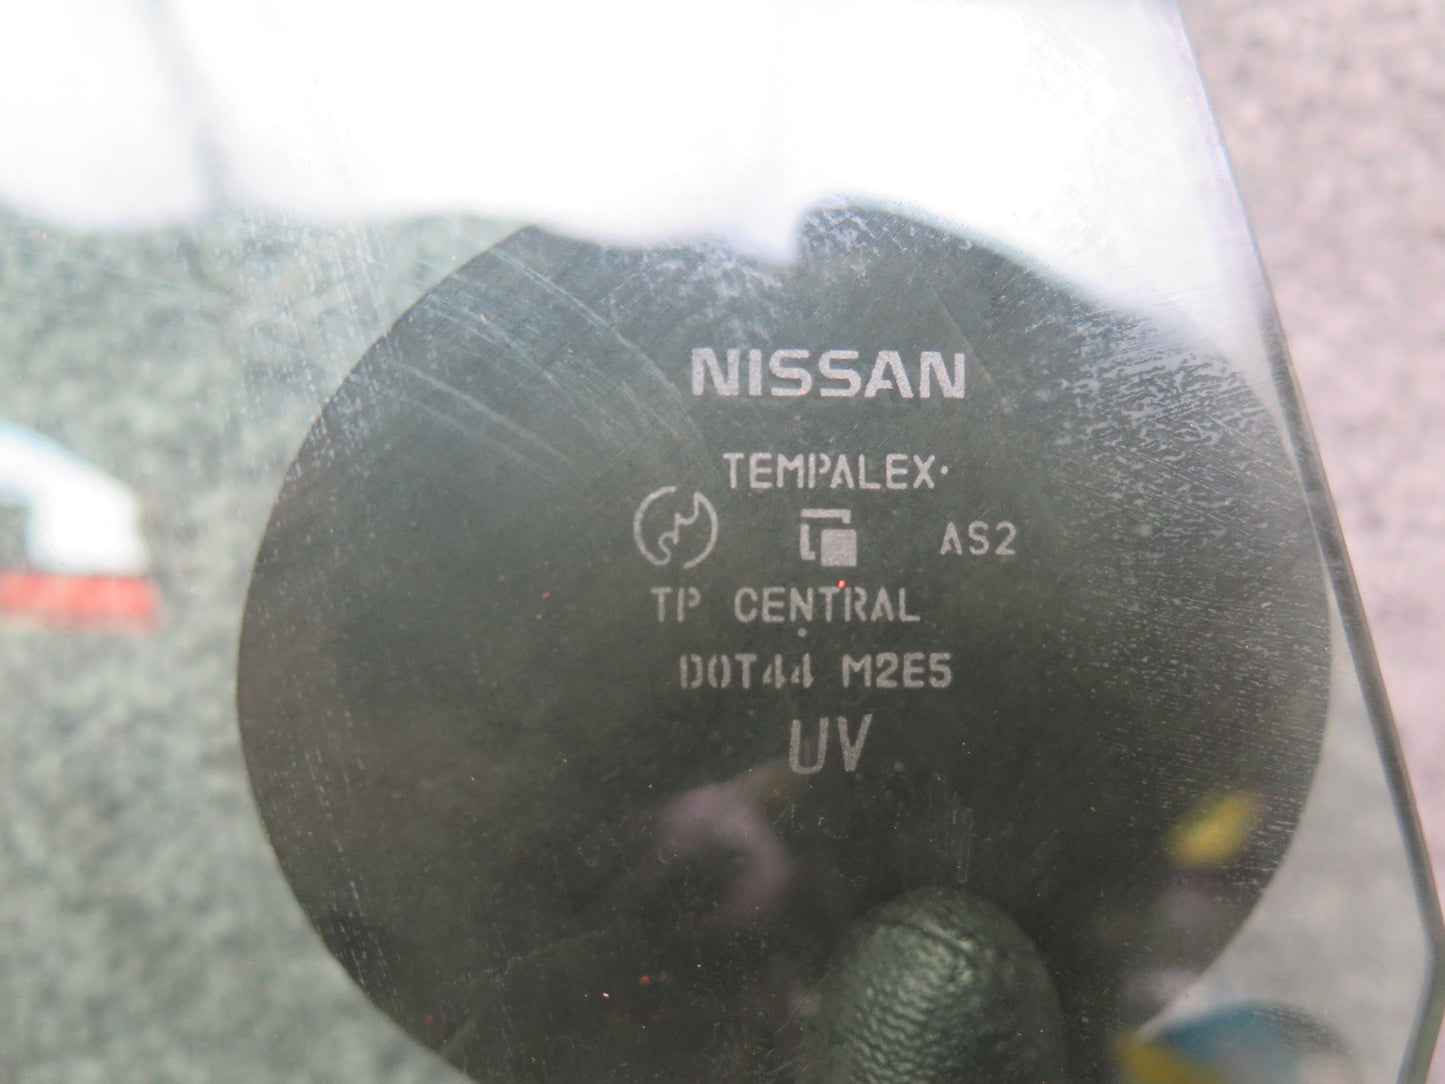 NISSAN
TEMPALEX·
AS2
TP CENTRAL
DOT44 M2E5
UV